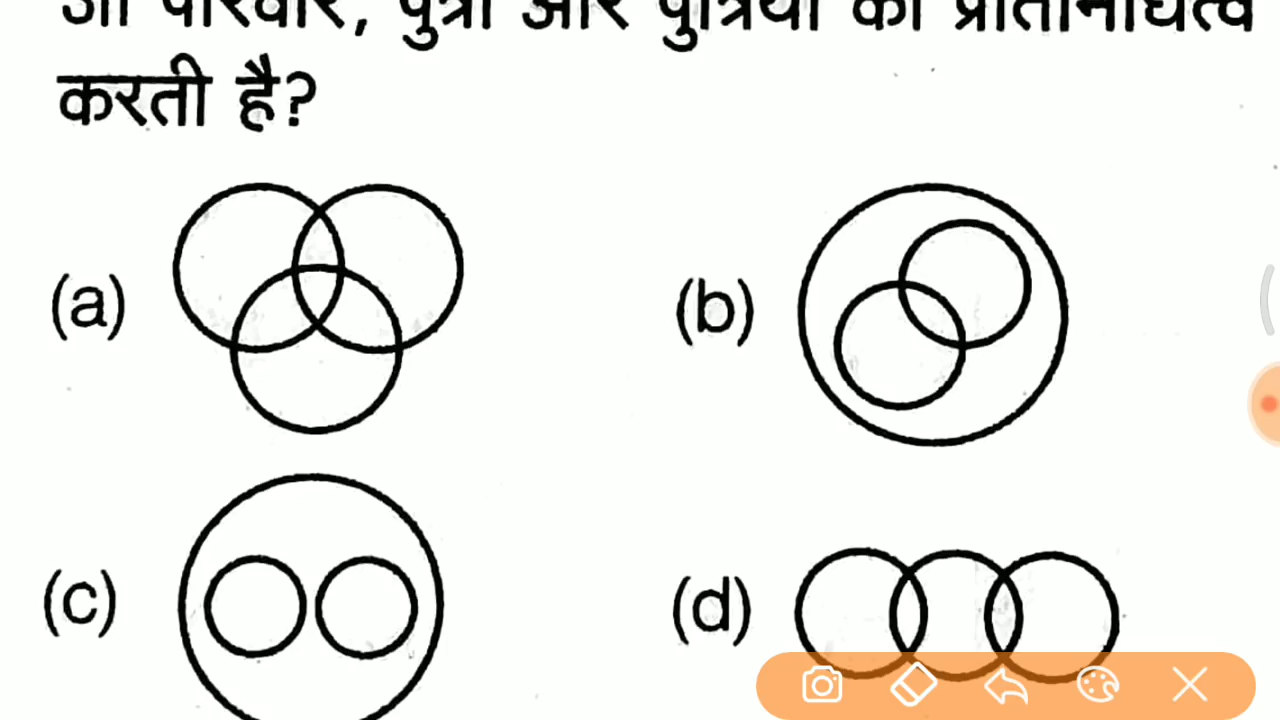 जो परिवार, पुत्रों और पुत्रियों का प्रतिनिधित्व
करती है?
(a)
(b)
(c)
(d)